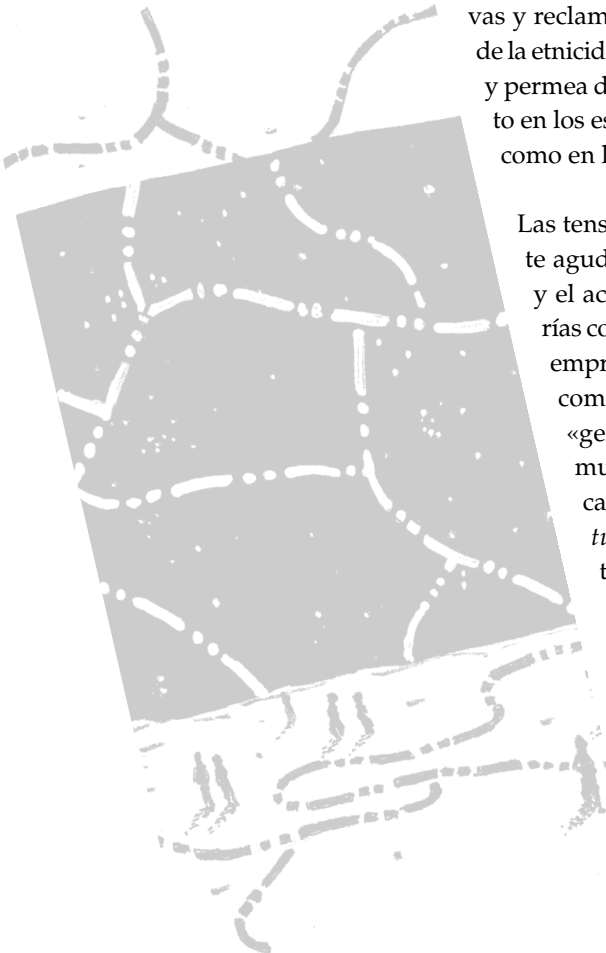 vas y reclam
de la etnicid
y permea d
to en los es
como en l
Las tens
te agud
y el ac
rías co
empr
com
«ge
mu
ca
tu
t